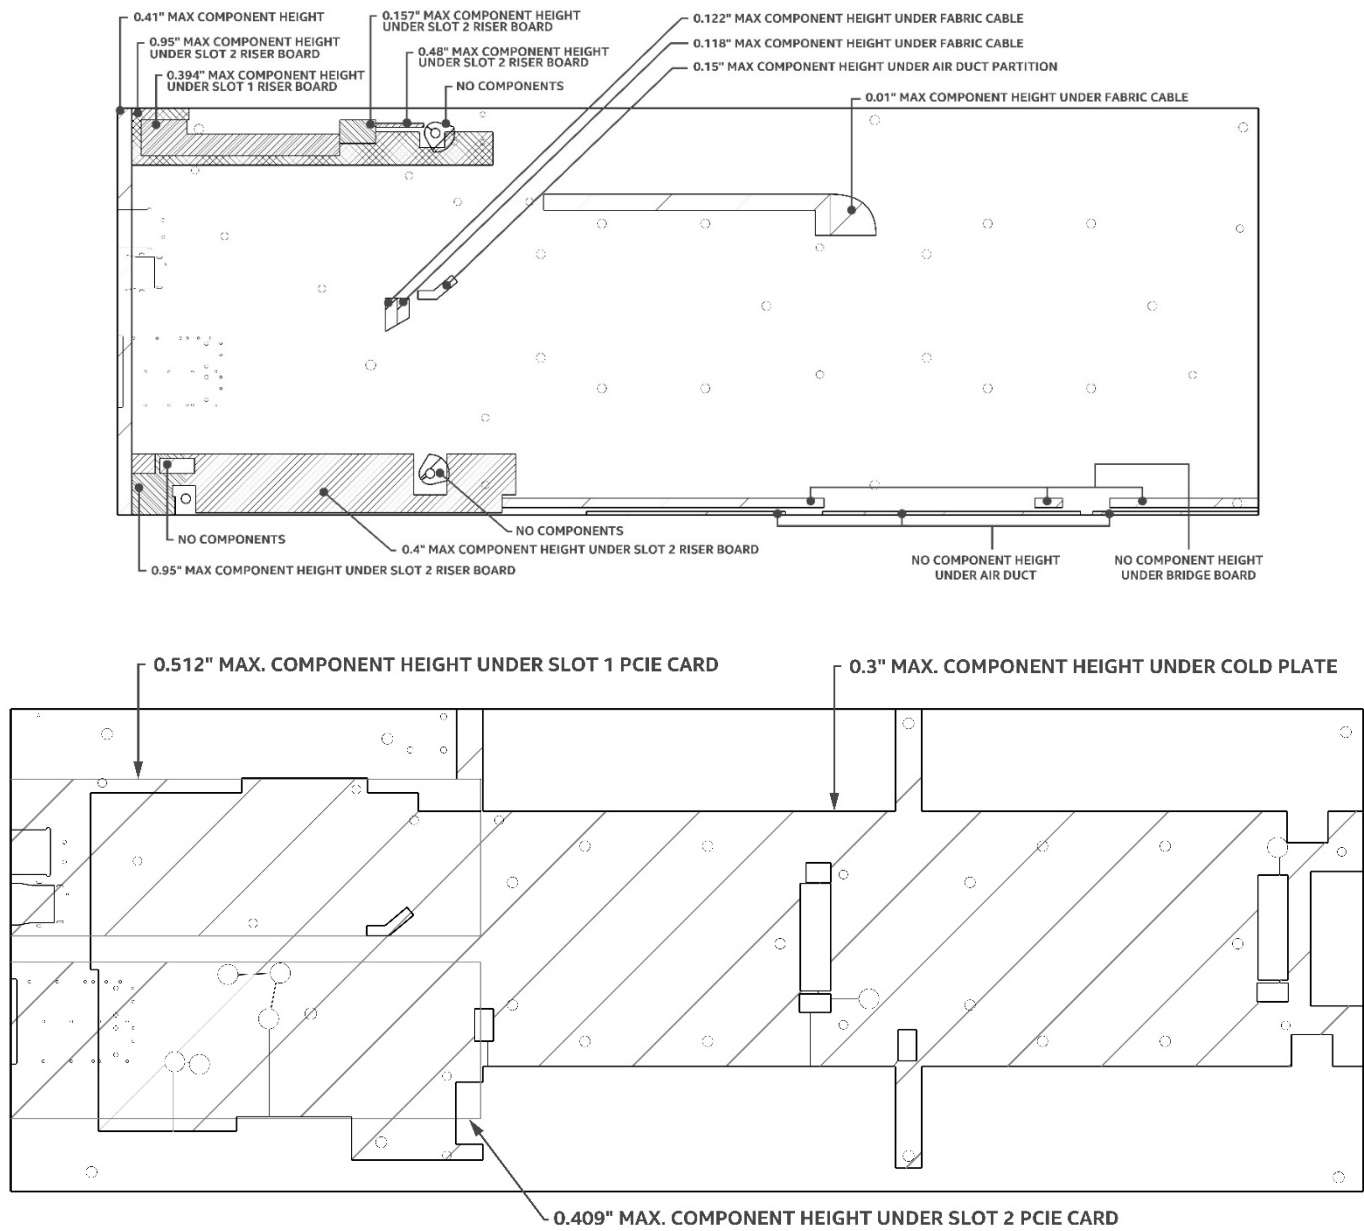 0.41" MAX COMPONENT HEIGHT
0.95" MAX COMPONENT HEIGHT
UNDER SLOT 2 RISER BOARD
0.394" MAX COMPONENT HEIGHT
UNDER SLOT 1 RISER BOARD
0.157" MAX COMPONENT HEIGHT
UNDER SLOT 2 RISER BOARD
0.48" MAX COMPONENT HEIGHT
UNDER SLOT 2 RISER BOARD
NO COMPONENTS
0.122" MAX COMPONENT HEIGHT UNDER FABRIC CABLE
0.118" MAX COMPONENT HEIGHT UNDER FABRIC CABLE
0.15" MAX COMPONENT HEIGHT UNDER AIR DUCT PARTITION
0.01" MAX COMPONENT HEIGHT UNDER FABRIC CABLE
NO COMPONENTS
NO COMPONENTS
0.4" MAX COMPONENT HEIGHT UNDER SLOT 2 RISER BOARD
0.95" MAX COMPONENT HEIGHT UNDER SLOT 2 RISER BOARD
NO COMPONENT HEIGHT
UNDER AIR DUCT
NO COMPONENT HEIGHT
UNDER BRIDGE BOARD
0.512" MAX. COMPONENT HEIGHT UNDER SLOT 1 PCIE CARD
0.3" MAX. COMPONENT HEIGHT UNDER COLD PLATE
0.409" MAX. COMPONENT HEIGHT UNDER SLOT 2 PCIE CARD